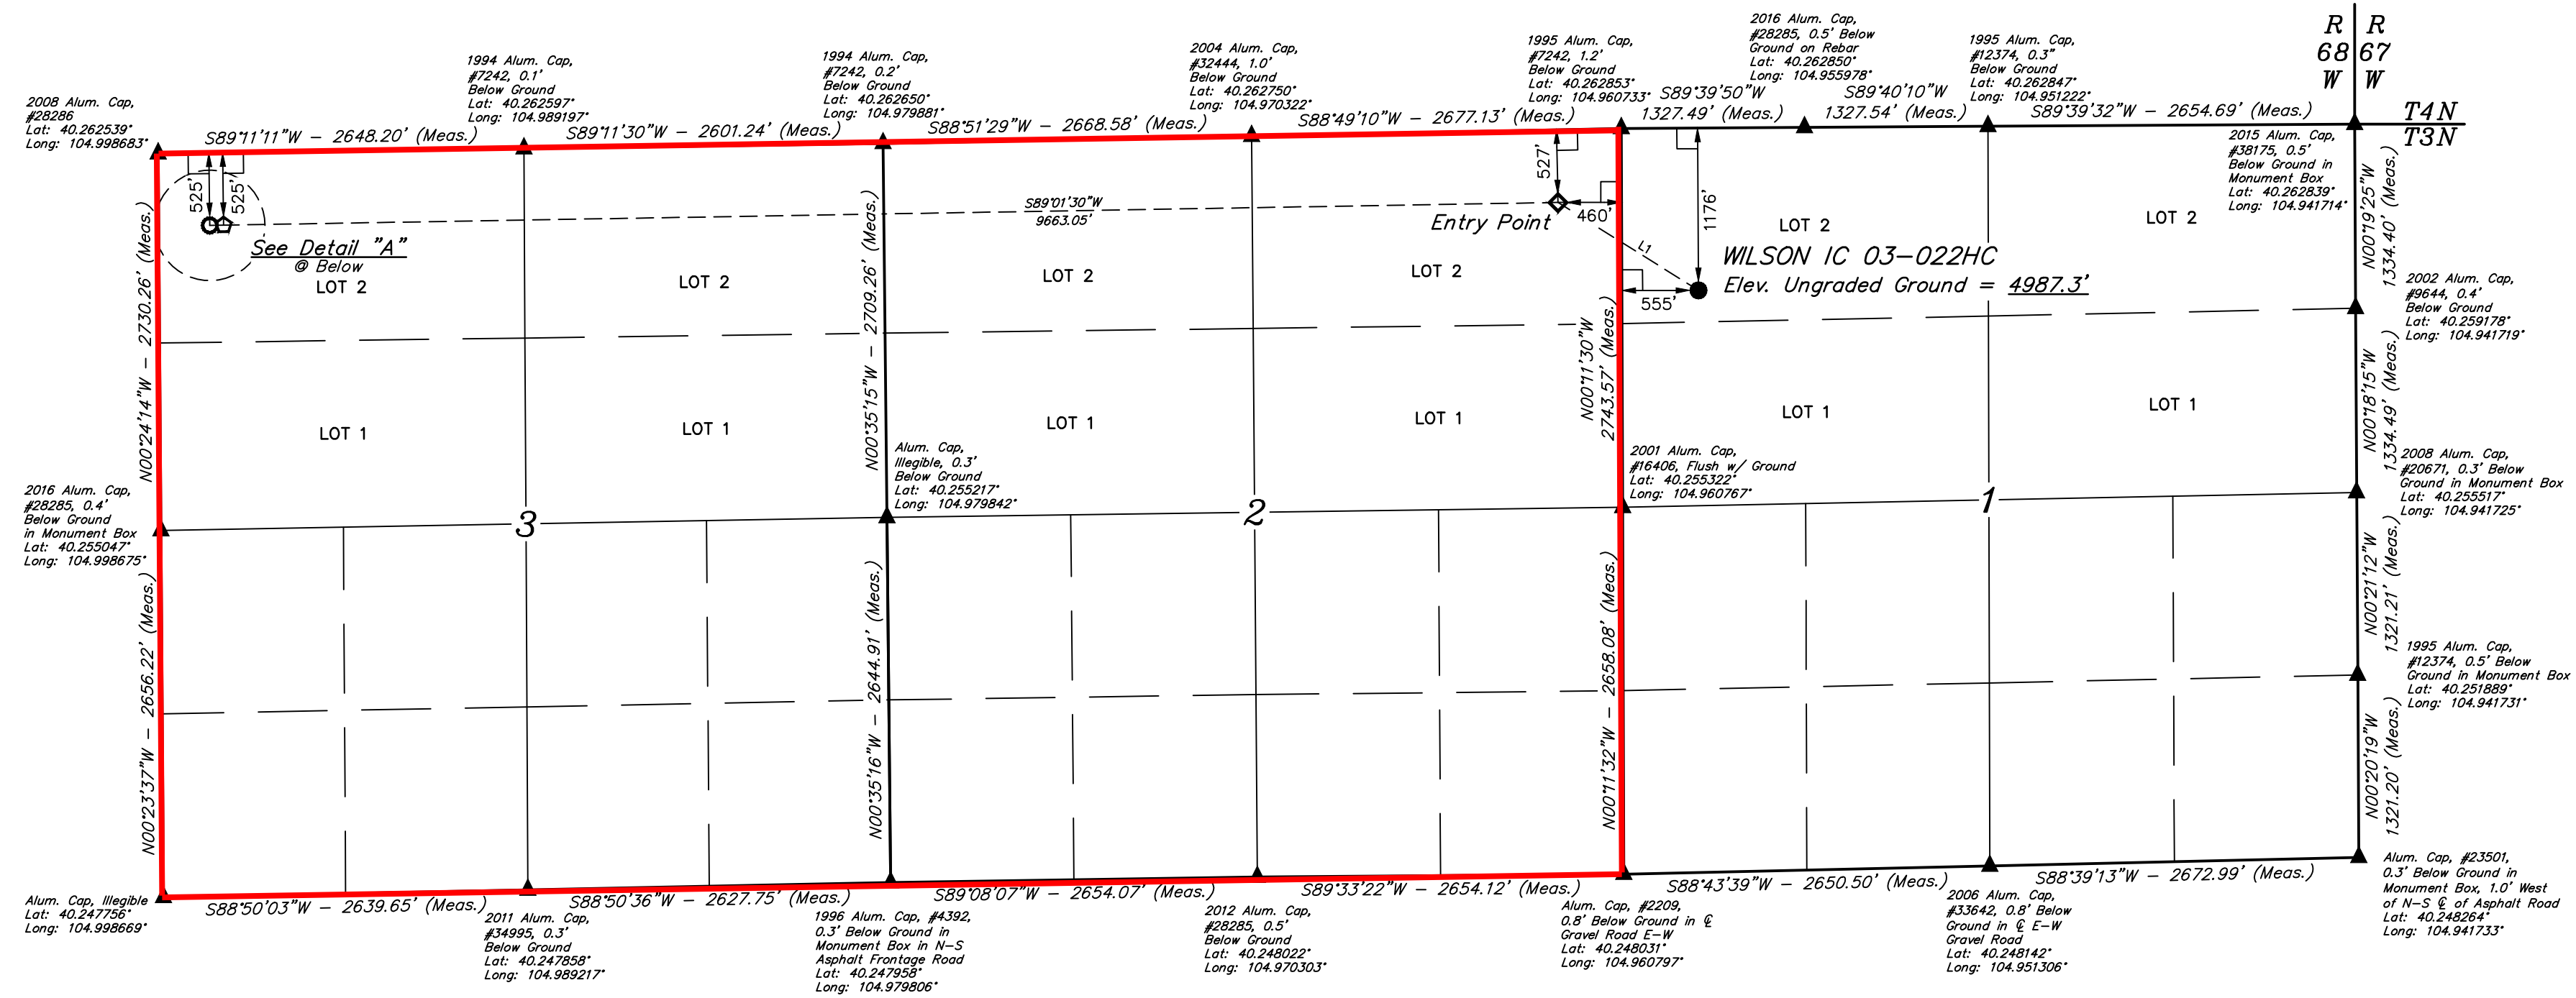 R R
68 67
W W
T4N
T3N
2008 Alum. Cap,
#28286
Lat: 40.262539°
Long: 104.998683°
1994 Alum. Cap,
#7242, 0.1'
Below Ground
Lat: 40.262597°
Long: 104.989197°
1994 Alum. Cap,
#7242, 0.2'
Below Ground
Lat: 40.262650°
Long: 104.979881°
2004 Alum. Cap,
#32444, 1.0'
Below Ground
Lat: 40.262750°
Long: 104.970322°
1995 Alum. Cap,
#7242, 1.2'
Below Ground
Lat: 40.262853°
Long: 104.960733°
2016 Alum. Cap,
#28285, 0.5' Below
Ground on Rebar
Lat: 40.262850°
Long: 104.955978°
1995 Alum. Cap,
#12374, 0.3"
Below Ground
Lat: 40.262847°
Long: 104.951222°
S89°11'11"W - 2648.20' (Meas.)
S89°11'30"W - 2601.24' (Meas.)
S88°51'29"W - 2668.58' (Meas.)
S88°49'10"W - 2677.13' (Meas.)
S89°39'50"W
1327.49' (Meas.)
S89°40'10"W
1327.54' (Meas.)
S89°39'32"W - 2654.69' (Meas.)
2015 Alum. Cap,
#38175, 0.5'
Below Ground in
Monument Box
Lat: 40.262839°
Long: 104.941714°
525'
525'
See Detail "A"
@ Below
S89°01'30"W
9663.05'
527'
460'
Entry Point
L1
1176'
555'
WILSON IC 03-022HC
Elev. Ungraded Ground = 4987.3'
LOT 2
LOT 2
LOT 2
LOT 2
LOT 2
LOT 2
LOT 1
LOT 1
LOT 1
LOT 1
LOT 1
LOT 1
N00°24'14"W - 2730.26' (Meas.)
N00°35'15"W - 2709.26' (Meas.)
N00°11'30"W
2743.57' (Meas.)
N00°19'25"W
1334.40' (Meas.)
2002 Alum. Cap,
#9644, 0.4'
Below Ground
Lat: 40.259178°
Long: 104.941719°
N00°18'15"W
1334.49' (Meas.)
2016 Alum. Cap,
#28285, 0.4'
Below Ground
in Monument Box
Lat: 40.255047°
Long: 104.998675°
Alum. Cap,
Illegible, 0.3'
Below Ground
Lat: 40.255217°
Long: 104.979842°
2001 Alum. Cap,
#16406, Flush w/ Ground
Lat: 40.255322°
Long: 104.960767°
2008 Alum. Cap,
#20671, 0.3' Below
Ground in Monument Box
Lat: 40.255517°
Long: 104.941725°
3
2
1
N00°23'37"W - 2656.22' (Meas.)
N00°35'16"W - 2644.91' (Meas.)
N00°11'32"W - 2658.08' (Meas.)
N00°21'12"W
1321.21' (Meas.)
1995 Alum. Cap,
#12374, 0.5' Below
Ground in Monument Box
Lat: 40.251889°
Long: 104.941731°
N00°20'19"W
1321.20' (Meas.)
Alum. Cap, Illegible
Lat: 40.247756°
Long: 104.998669°
S88°50'03"W - 2639.65' (Meas.)
S88°50'36"W - 2627.75' (Meas.)
S89°08'07"W - 2654.07' (Meas.)
S89°33'22"W - 2654.12' (Meas.)
S88°43'39"W - 2650.50' (Meas.)
S88°39'13"W - 2672.99' (Meas.)
2011 Alum. Cap,
#34995, 0.3'
Below Ground
Lat: 40.247858°
Long: 104.989217°
1996 Alum. Cap, #4392,
0.3' Below Ground in
Monument Box in N-S
Asphalt Frontage Road
Lat: 40.247958°
Long: 104.979806°
2012 Alum. Cap,
#28285, 0.5'
Below Ground
Lat: 40.248022°
Long: 104.970303°
Alum. Cap, #2209,
0.8' Below Ground in ℄
Gravel Road E-W
Lat: 40.248031°
Long: 104.960797°
2006 Alum. Cap,
#33642, 0.8' Below
Ground in ℄ E-W
Gravel Road
Lat: 40.248142°
Long: 104.951306°
Alum. Cap, #23501,
0.3' Below Ground in
Monument Box, 1.0' West
of N-S ℄ of Asphalt Road
Lat: 40.248264°
Long: 104.941733°